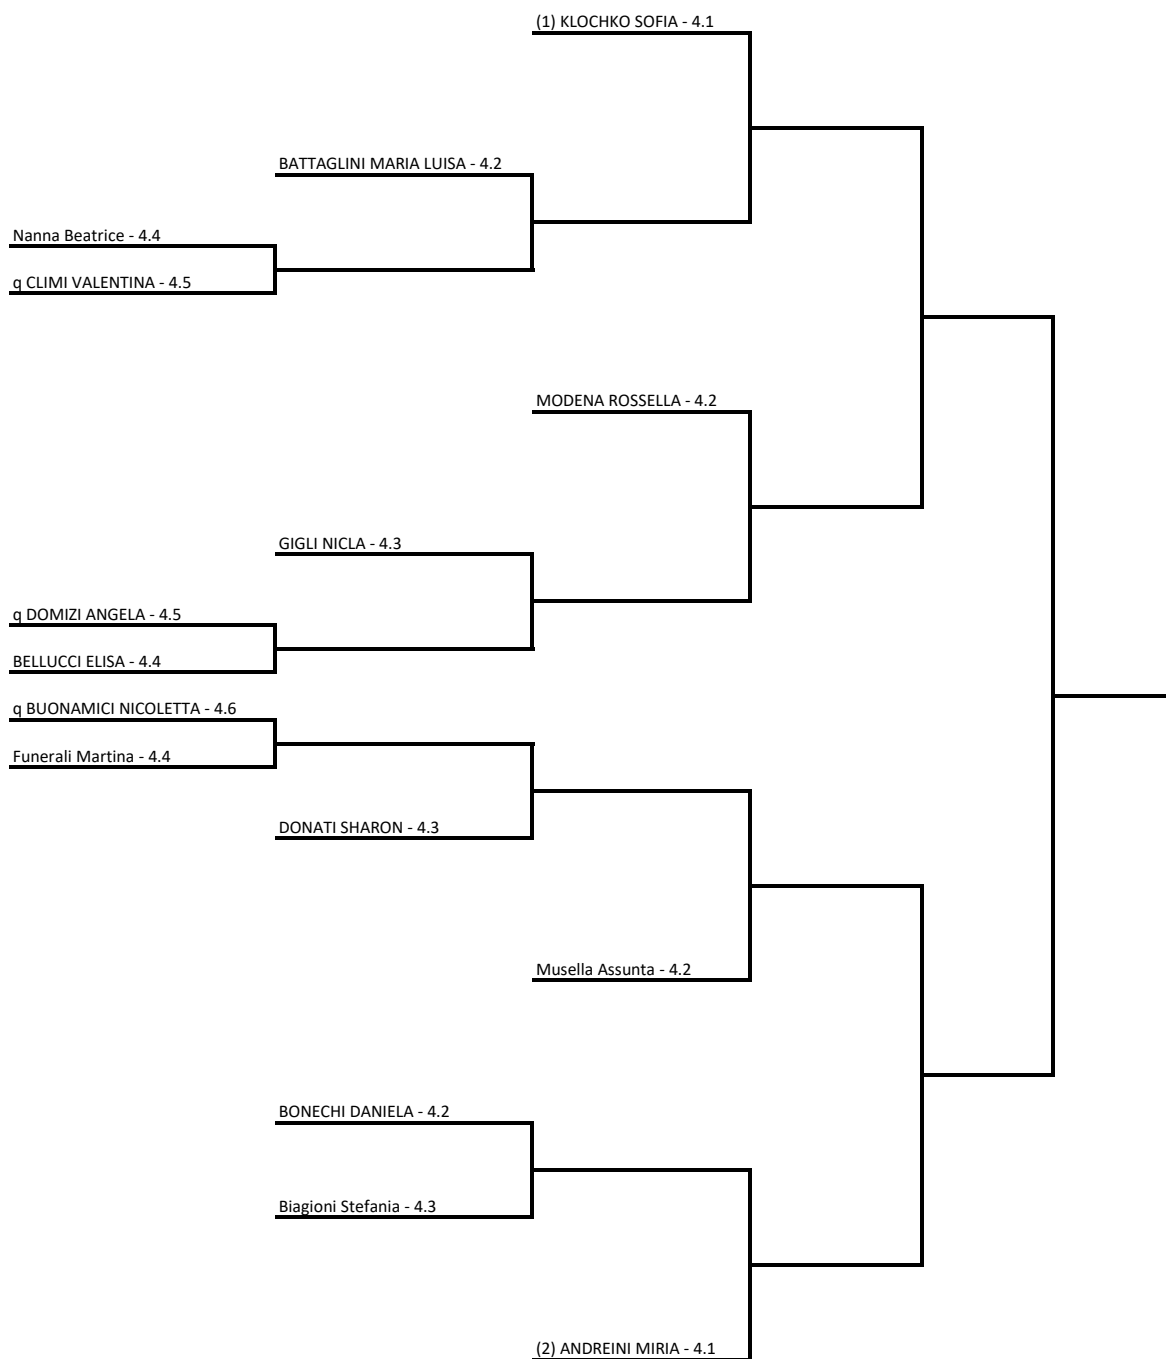 (1) KLOCHKO SOFIA - 4.1
BATTAGLINI MARIA LUISA - 4.2
Nanna Beatrice - 4.4
q CLIMI VALENTINA - 4.5
MODENA ROSSELLA - 4.2
GIGLI NICLA - 4.3
q DOMIZI ANGELA - 4.5
BELLUCCI ELISA - 4.4
q BUONAMICI NICOLETTA - 4.6
Funerali Martina - 4.4
DONATI SHARON - 4.3
Musella Assunta - 4.2
BONECHI DANIELA - 4.2
Biagioni Stefania - 4.3
(2) ANDREINI MIRIA - 4.1